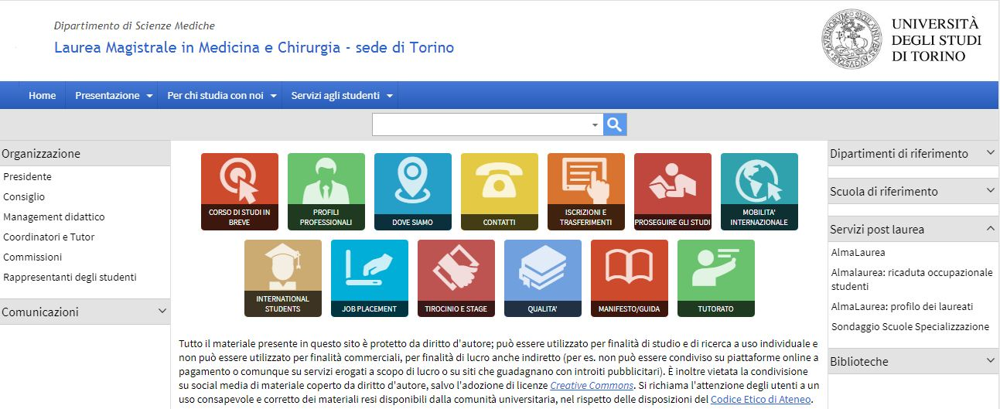 Dipartimento di Scienze Mediche
Laurea Magistrale in Medicina e Chirurgia - sede di Torino
UNIVERSITÀ
DEGLI STUDI
DI TORINO
Home
Presentazione
Per chi studia con noi
Servizi agli studenti
Organizzazione
Presidente
Consiglio
Management didattico
Coordinatori e Tutor
Commissioni
Rappresentanti degli studenti
Comunicazioni
CORSO DI STUDI IN
BREVE
PROFILI
PROFESSIONALI
DOVE SIAMO
CONTATTI
ISCRIZIONI E
TRASFERIMENTI
PROSEGUIRE GLI STUDI
MOBILITA'
INTERNAZIONALE
INTERNATIONAL
STUDENTS
JOB PLACEMENT
TIROCINIO E STAGE
QUALITA'
MANIFESTO/GUIDA
TUTORATO
Tutto il materiale presente in questo sito è protetto da diritto d'autore; può essere utilizzato per finalità di studio e di ricerca a uso individuale e
non può essere utilizzato per finalità commerciali, per finalità di lucro anche indiretto (per es. non può essere condiviso su piattaforme online a
pagamento o comunque su servizi erogati a scopo di lucro o su siti che guadagnano con introiti pubblicitari). È inoltre vietata la condivisione
su social media di materiale coperto da diritto d'autore, salvo l'adozione di licenze Creative Commons. Si richiama l'attenzione degli utenti a un
uso consapevole e corretto dei materiali resi disponibili dalla comunità universitaria, nel rispetto delle disposizioni del Codice Etico di Ateneo.
Dipartimenti di riferimento
Scuola di riferimento
Servizi post laurea
AlmaLaurea
Almalaurea: ricaduta occupazionale
studenti
AlmaLaurea: profilo dei laureati
Sondaggio Scuole Specializzazione
Biblioteche